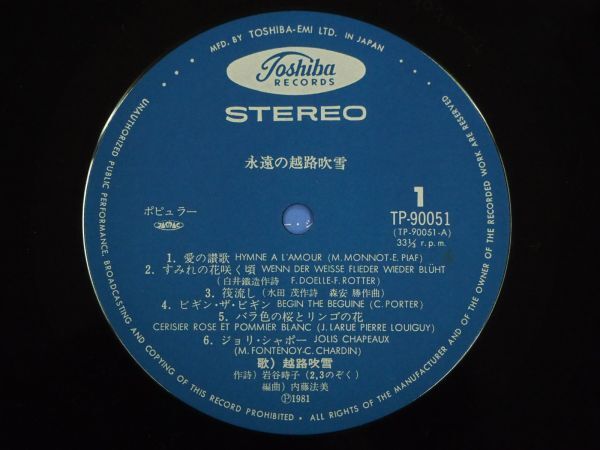 MFD. BY TOSHIBA-EMI LTD. IN JAPAN
Toshiba
RECORDS
STEREO
永遠の越路吹雪
ポピュラー
1
TP-90051
(TP-90051-A)
33⅓ r.p.m.
1. 愛の讃歌 HYMNE A L'AMOUR (M.MONNOT-E.PIAF)
2. すみれの花咲く頃 WENN DER WEISSE FLIEDER WIEDER BLÜHT
(白井鐵造作詩 F.DOELLE-F.ROTTER)
3. 筏流し (水田 茂作詩 森安 勝作曲)
4. ビギン・ザ・ビギン BEGIN THE BEGUINE (C.PORTER)
5. バラ色の桜とリンゴの花
CERISIER ROSE ET POMMIER BLANC (J.LARUE PIERRE LOUIGUY)
6. ジョリ・シャポー JOLIS CHAPEAUX
(M.FONTENOY-C.CHARDIN)
歌) 越路吹雪
作詩) 岩谷時子 (2,3のぞく)
編曲) 内藤法美
Ⓟ1981
UNAUTHORIZED PUBLIC PERFORMANCE, BROADCASTING AND COPYING OF THIS RECORD PROHIBITED • ALL RIGHTS OF THE MANUFACTURER AND OF THE OWNER OF THE RECORDED WORK ARE RESERVED